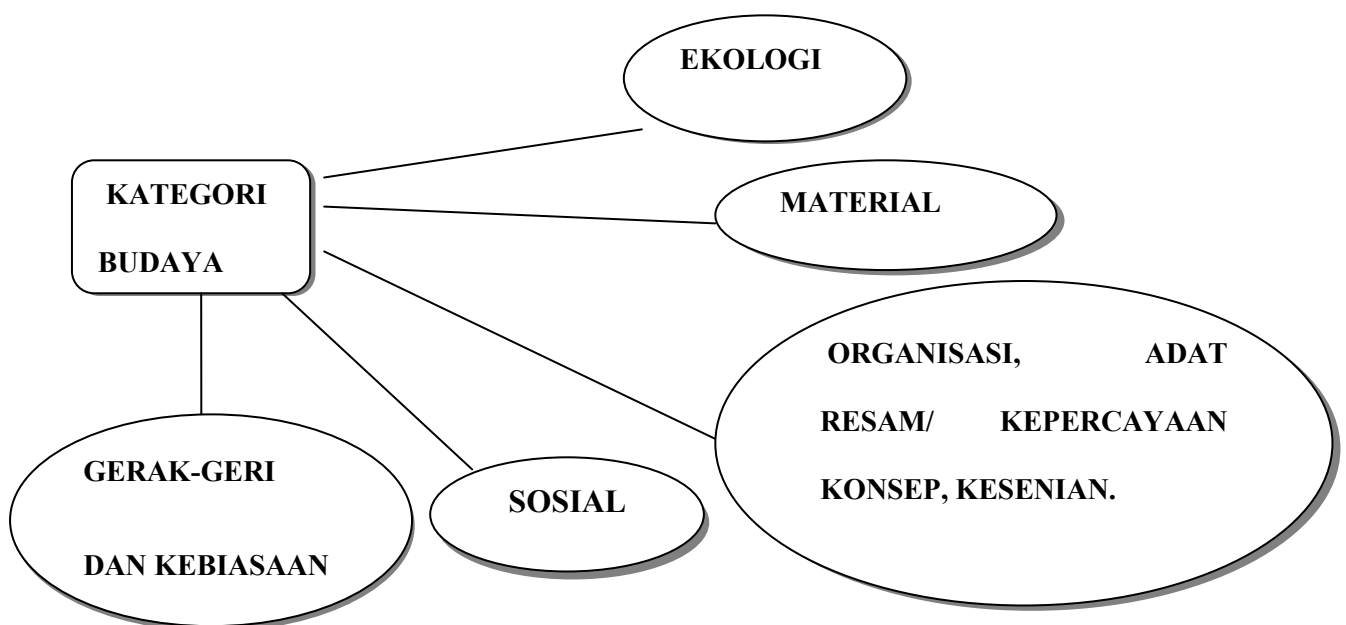 EKOLOGI
KATEGORI
BUDAYA
MATERIAL
ORGANISASI, ADAT
RESAM/ KEPERCAYAAN
KONSEP, KESENIAN.
GERAK-GERI
DAN KEBIASAAN
SOSIAL